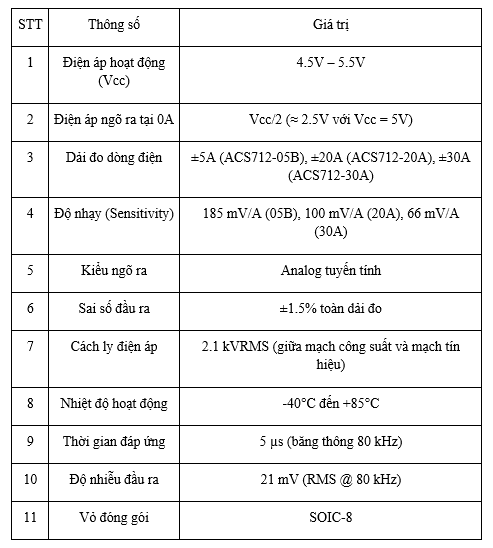 STT Thông số Giá trị
1 Điện áp hoạt động
(Vcc) 4.5V – 5.5V
2 Điện áp ngõ ra tại 0A Vcc/2 (≈ 2.5V với Vcc = 5V)
3 Dải đo dòng điện ±5A (ACS712-05B), ±20A (ACS712-20A), ±30A
(ACS712-30A)
4 Độ nhạy (Sensitivity) 185 mV/A (05B), 100 mV/A (20A), 66 mV/A
(30A)
5 Kiểu ngõ ra Analog tuyến tính
6 Sai số đầu ra ±1.5% toàn dải đo
7 Cách ly điện áp 2.1 kVRMS (giữa mạch công suất và mạch tín
hiệu)
8 Nhiệt độ hoạt động -40°C đến +85°C
9 Thời gian đáp ứng 5 µs (băng thông 80 kHz)
10 Độ nhiễu đầu ra 21 mV (RMS @ 80 kHz)
11 Vỏ đóng gói SOIC-8